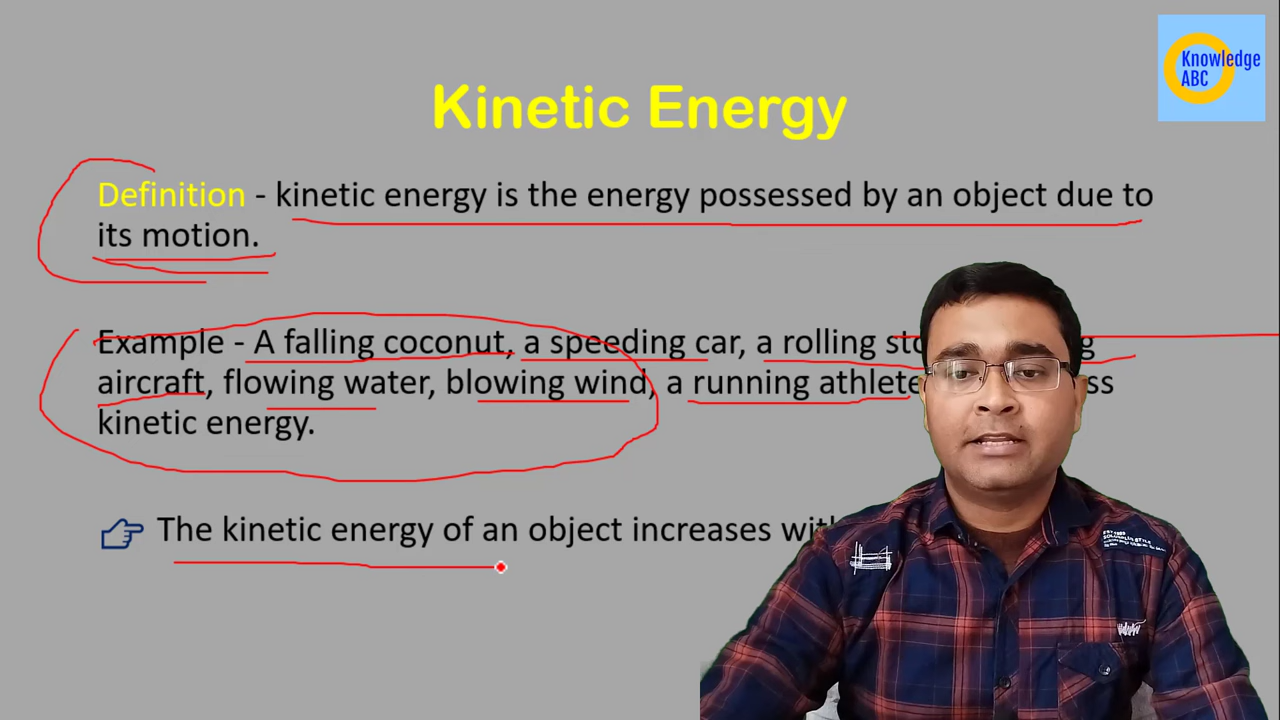 Knowledge
ABC
Kinetic Energy
Definition - kinetic energy is the energy possessed by an object due to
its motion.
Example - A falling coconut, a speeding car, a rolling
aircraft, flowing water, blowing wind, a running athlete
kinetic energy.
The kinetic energy of an object increases